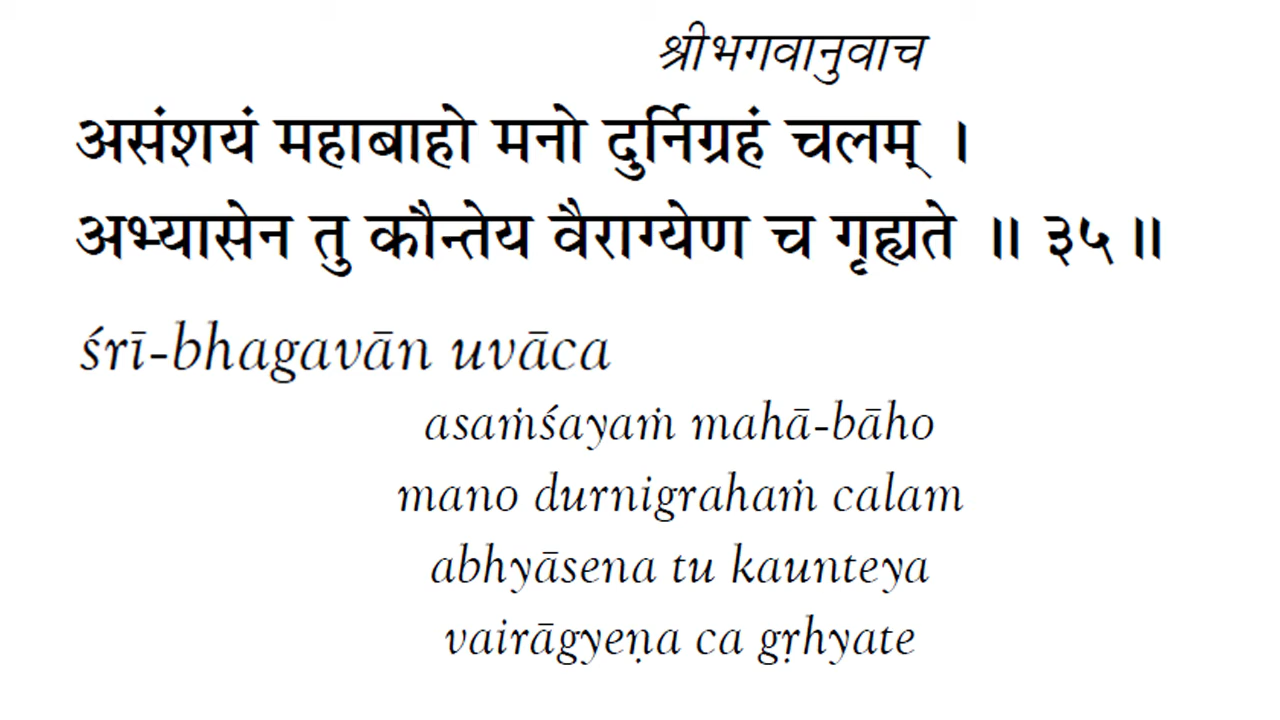 श्रीभगवानुवाच
असंशयं महाबाहो मनो दुर्निग्रहं चलम् ।
अभ्यासेन तु कौन्तेय वैराग्येण च गृह्यते ॥ ३५ ॥
śrī-bhagavān uvāca
asaṁśayaṁ mahā-bāho
mano durnigrahaṁ calam
abhyāsena tu kaunteya
vairāgyeṇa ca gṛhyate